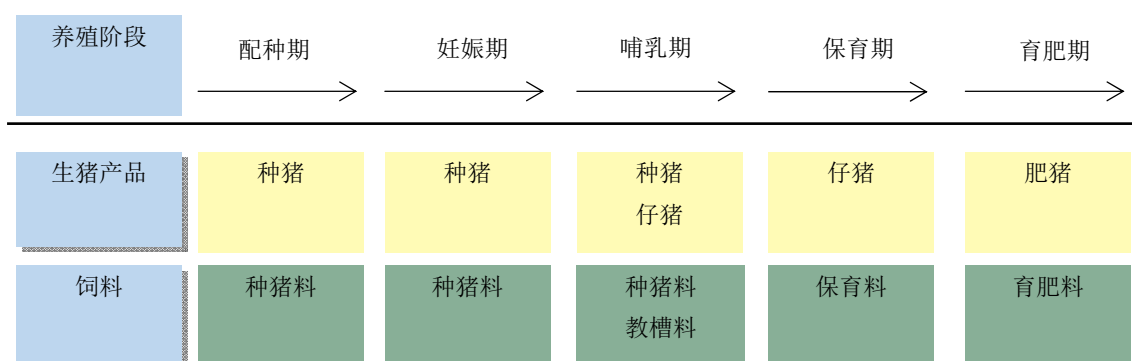 养殖阶段
配种期
妊娠期
哺乳期
保育期
育肥期
生猪产品
种猪
种猪
种猪
仔猪
仔猪
肥猪
饲料
种猪料
种猪料
种猪料
教槽料
保育料
育肥料